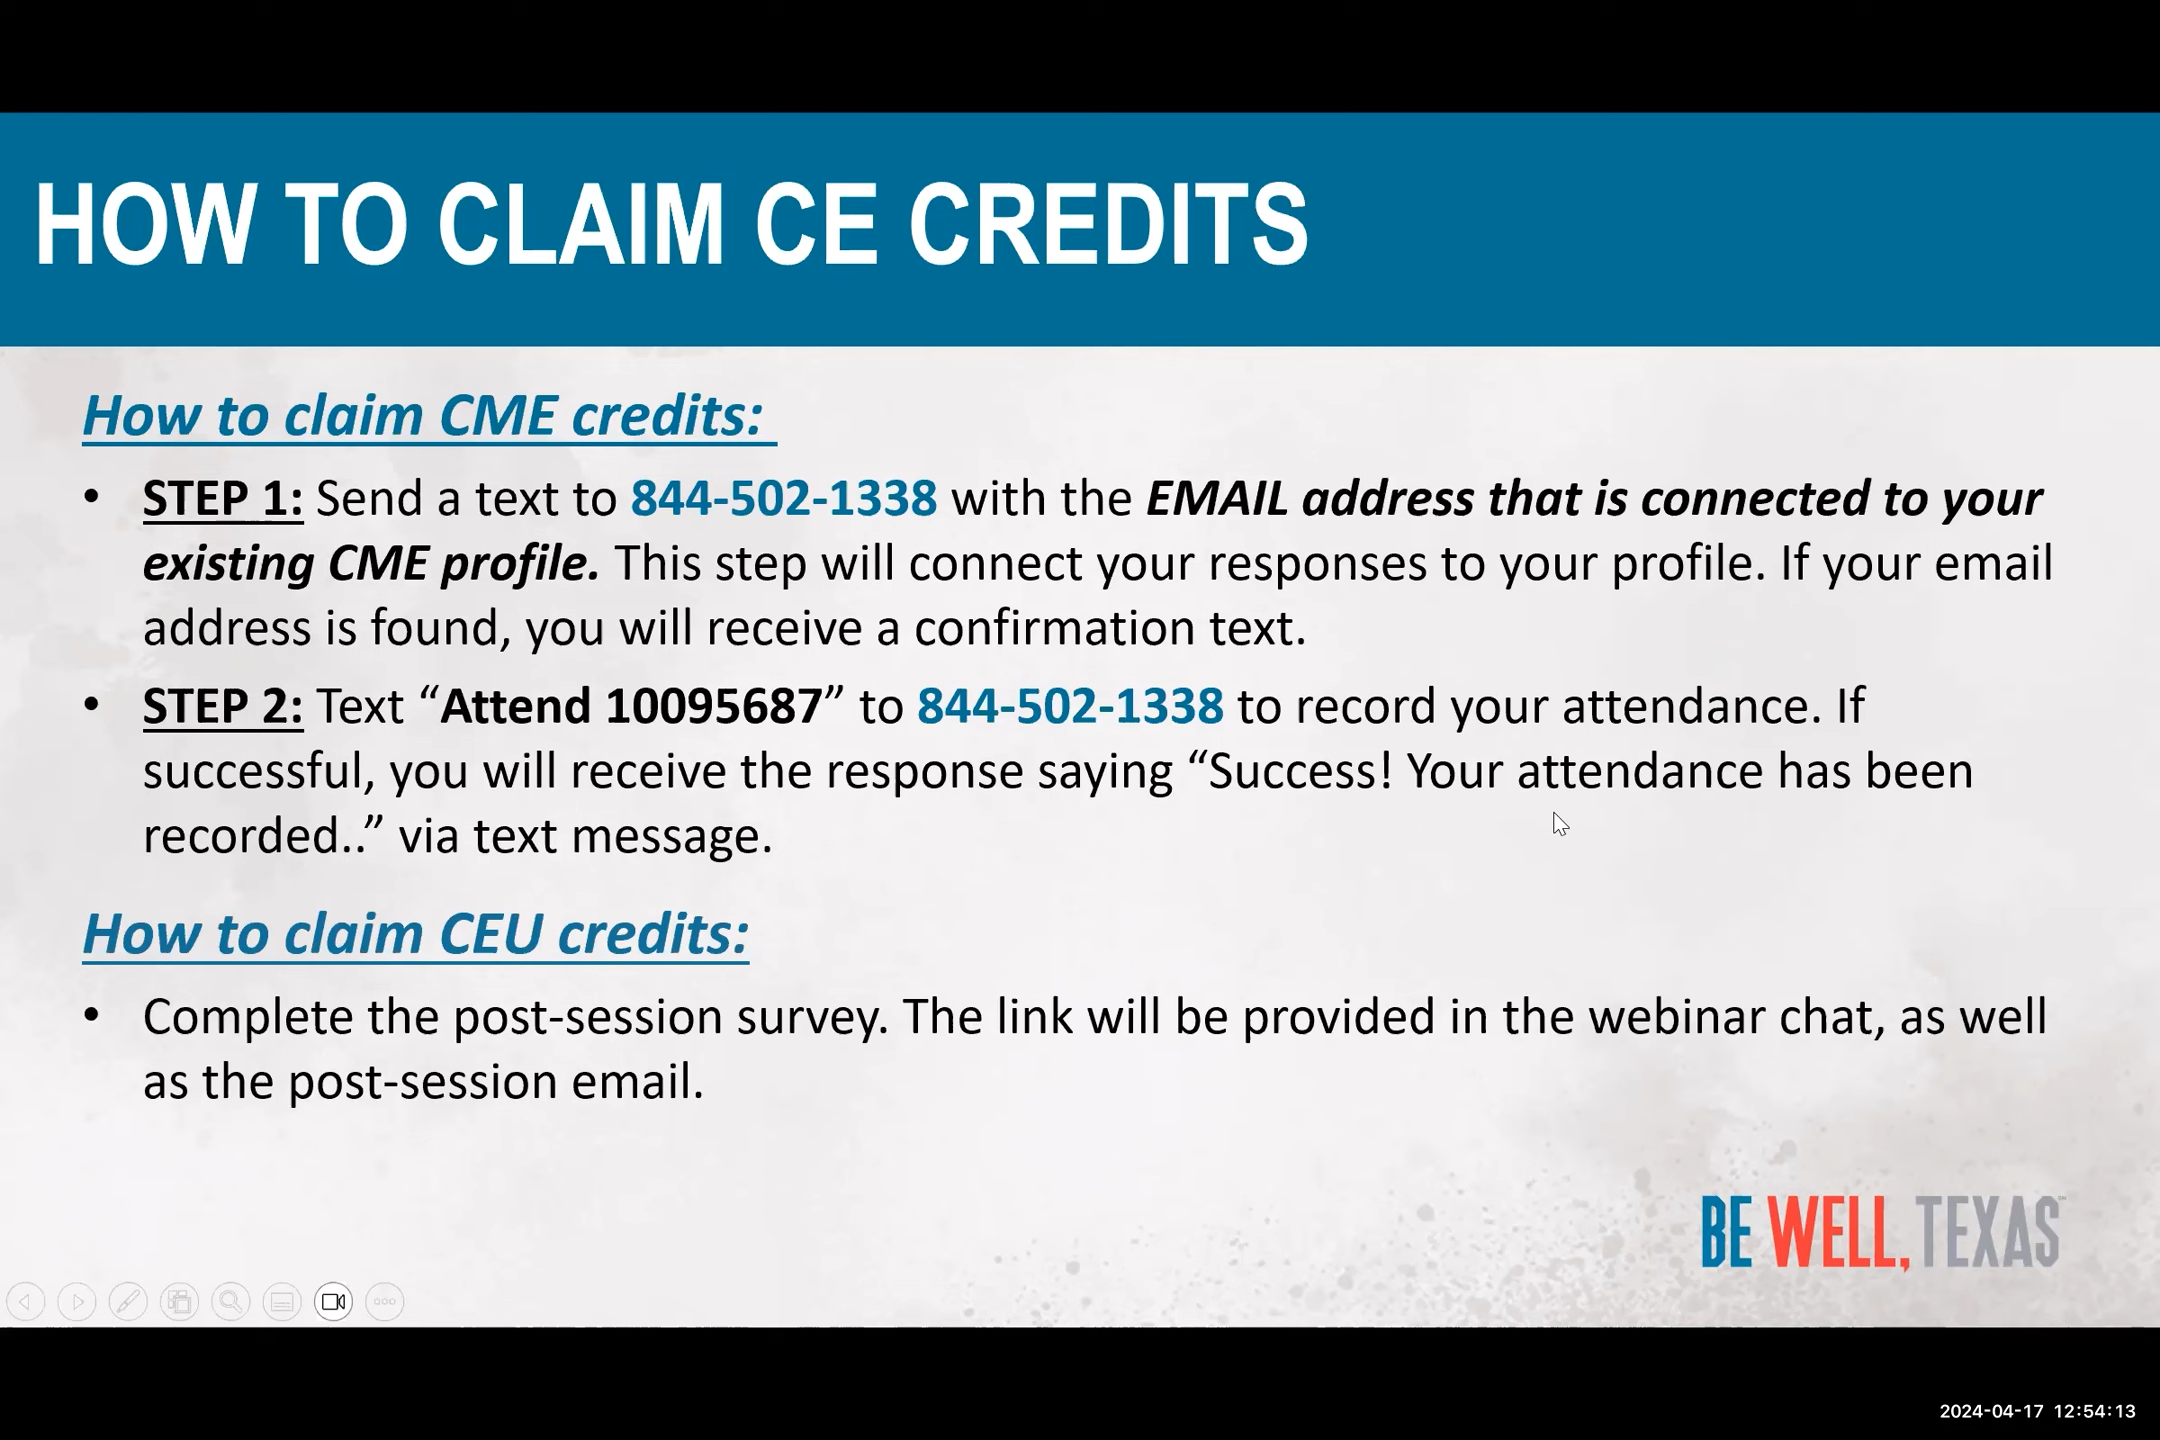 HOW TO CLAIM CE CREDITS
How to claim CME credits:
• STEP 1: Send a text to 844-502-1338 with the EMAIL address that is connected to your
existing CME profile. This step will connect your responses to your profile. If your email
address is found, you will receive a confirmation text.
• STEP 2: Text “Attend 10095687” to 844-502-1338 to record your attendance. If
successful, you will receive the response saying “Success! Your attendance has been
recorded..” via text message.
How to claim CEU credits:
• Complete the post-session survey. The link will be provided in the webinar chat, as well
as the post-session email.
BE WELL, TEXAS
2024-04-17 12:54:13